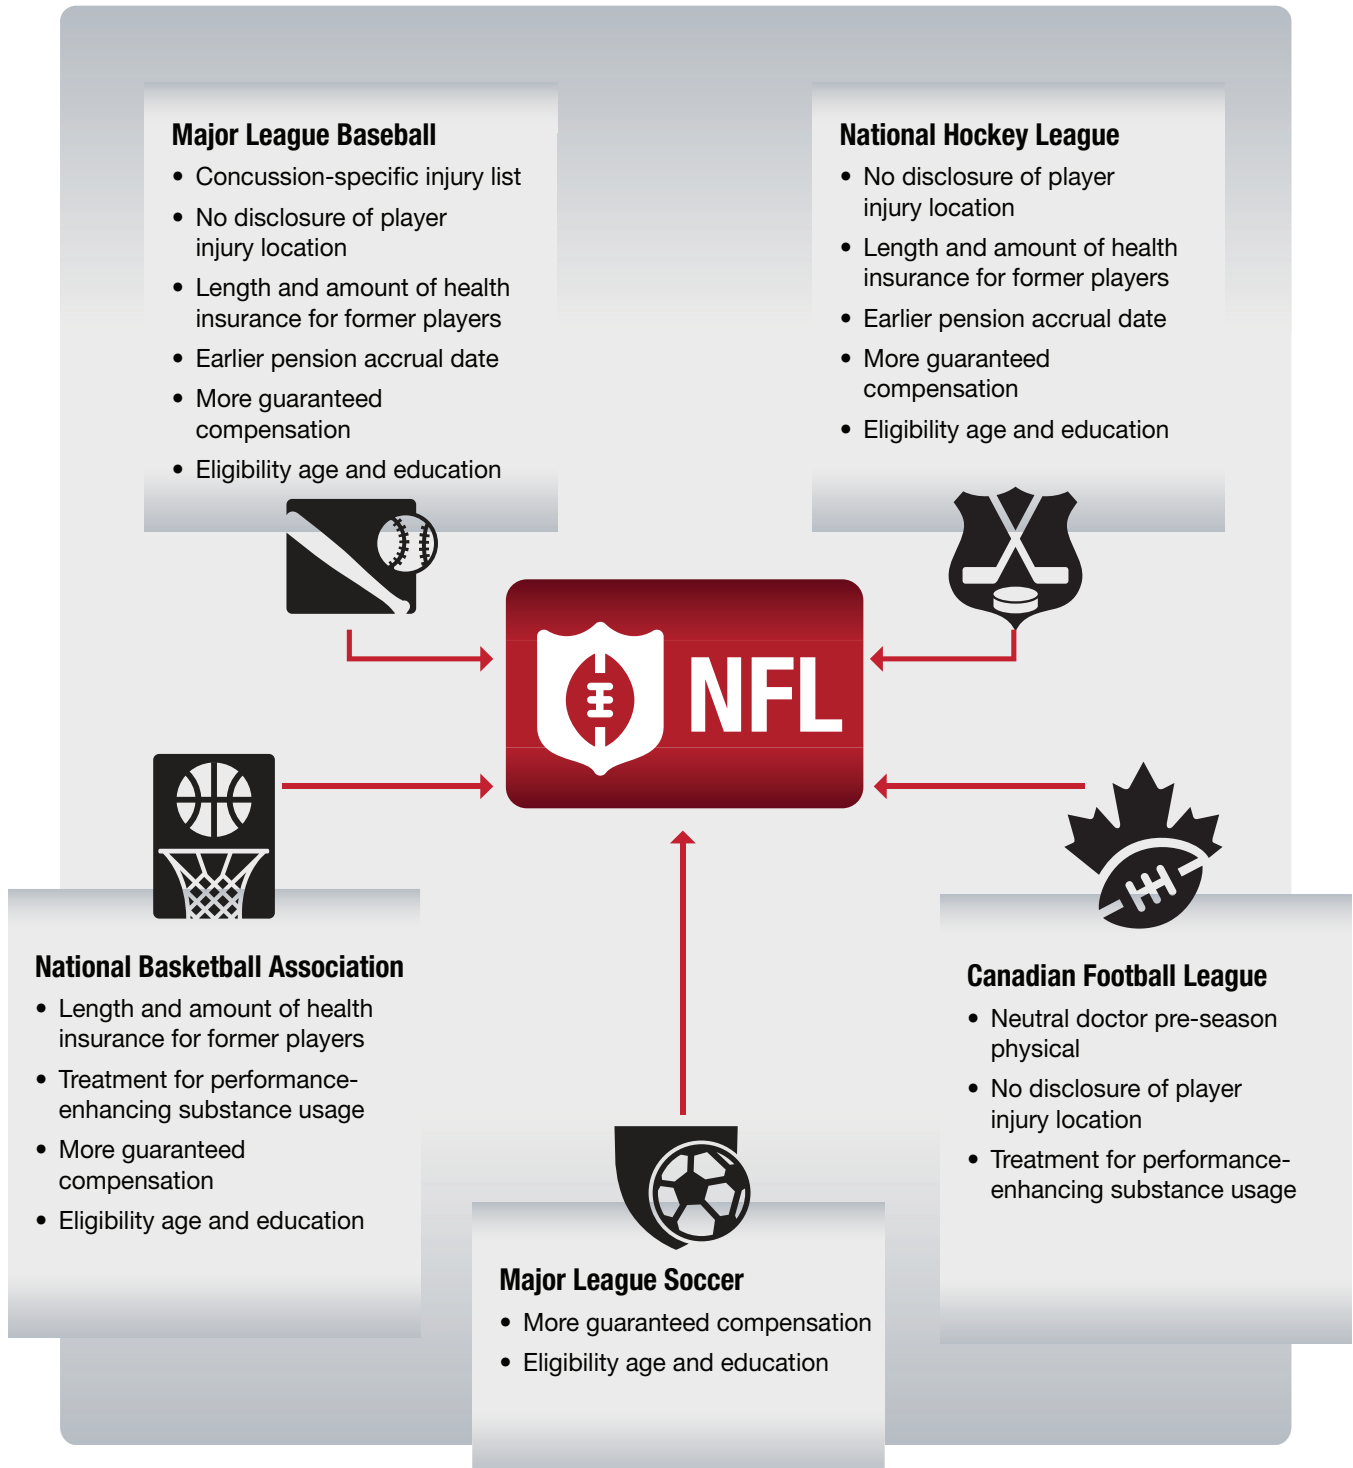 Major League Baseball
• Concussion-specific injury list
• No disclosure of player
injury location
• Length and amount of health
insurance for former players
• Earlier pension accrual date
• More guaranteed
compensation
• Eligibility age and education
National Hockey League
• No disclosure of player
injury location
• Length and amount of health
insurance for former players
• Earlier pension accrual date
• More guaranteed
compensation
• Eligibility age and education
NFL
National Basketball Association
• Length and amount of health
insurance for former players
• Treatment for performance-
enhancing substance usage
• More guaranteed
compensation
• Eligibility age and education
Canadian Football League
• Neutral doctor pre-season
physical
• No disclosure of player
injury location
• Treatment for performance-
enhancing substance usage
Major League Soccer
• More guaranteed compensation
• Eligibility age and education